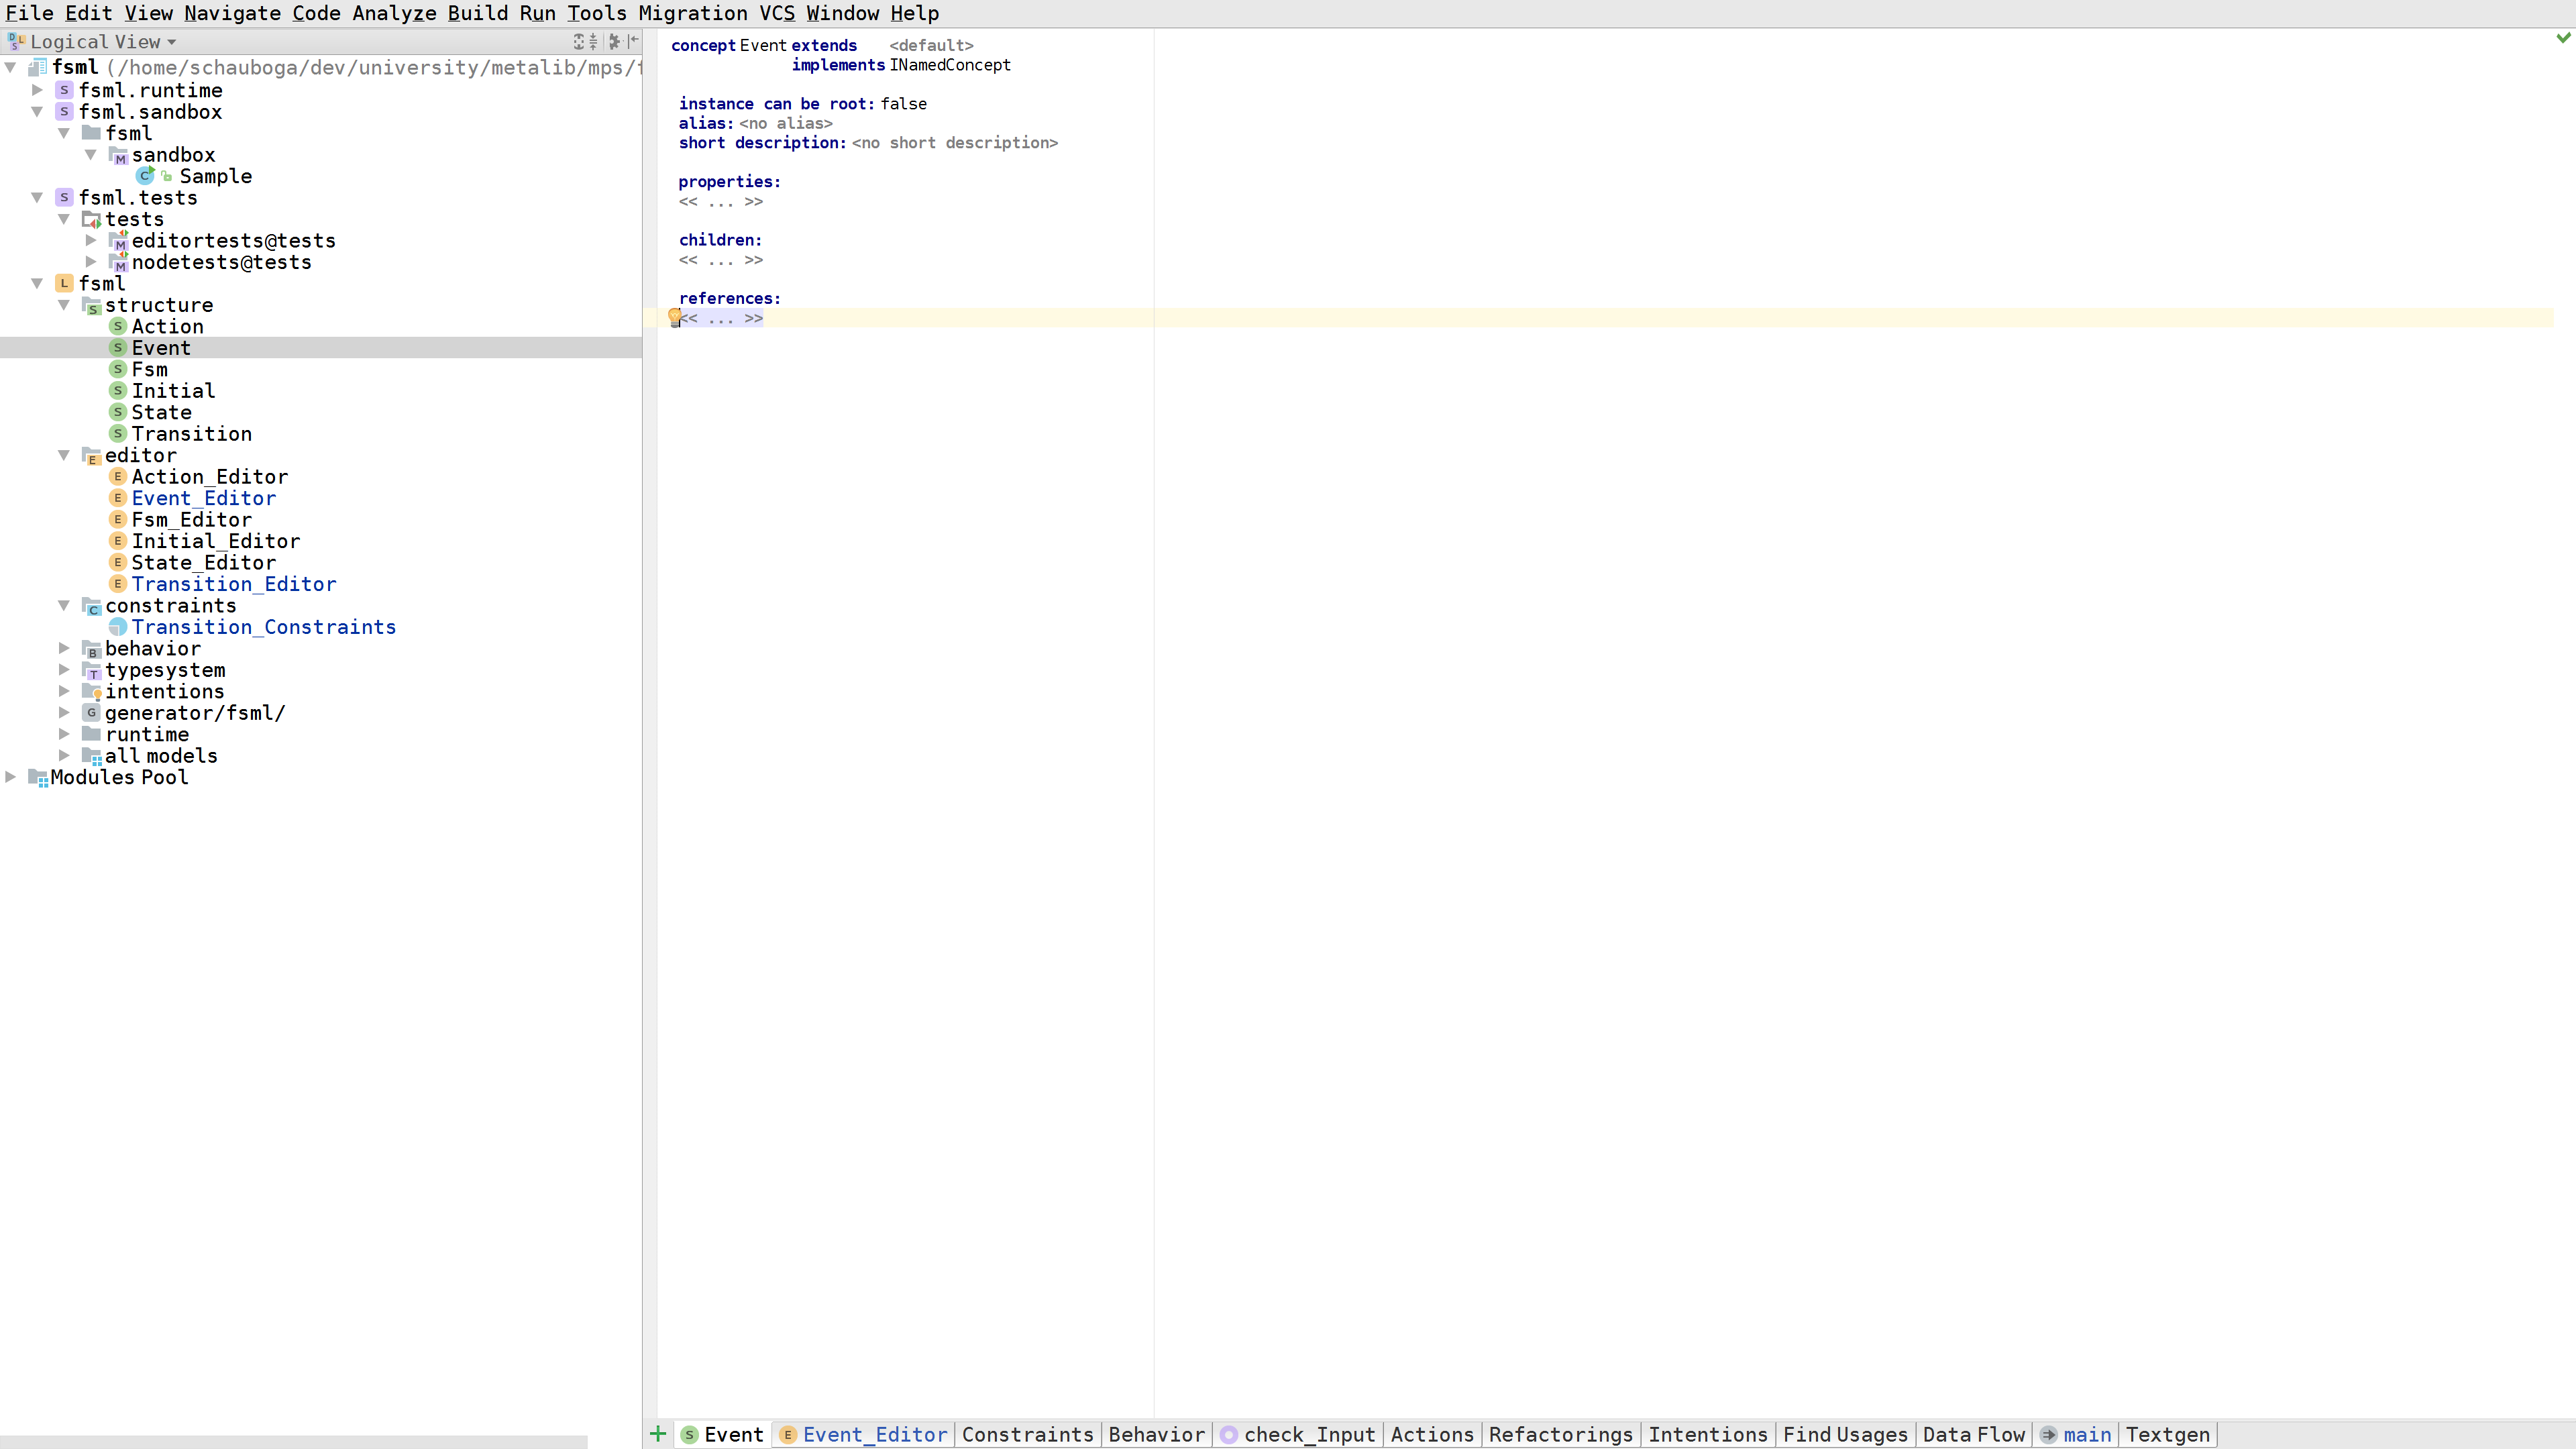 File Edit View Navigate Code Analyze Build Run Tools Migration VCS Window Help
Logical View
fsml (/home/schauboga/dev/university/metalib/mps/f
fsml.runtime
fsml.sandbox
fsml
sandbox
Sample
fsml.tests
tests
editortests@tests
nodetests@tests
fsml
structure
Action
Event
Fsm
Initial
State
Transition
editor
Action_Editor
Event_Editor
Fsm_Editor
Initial_Editor
State_Editor
Transition_Editor
constraints
Transition_Constraints
behavior
typesystem
intentions
generator/fsml/
runtime
all models
Modules Pool
concept Event extends <default>
implements INamedConcept
instance can be root: false
alias: <no alias>
short description: <no short description>
properties:
<< ... >>
children:
<< ... >>
references:
<< ... >>
Event Event_Editor Constraints Behavior check_Input Actions Refactorings Intentions Find Usages Data Flow main Textgen